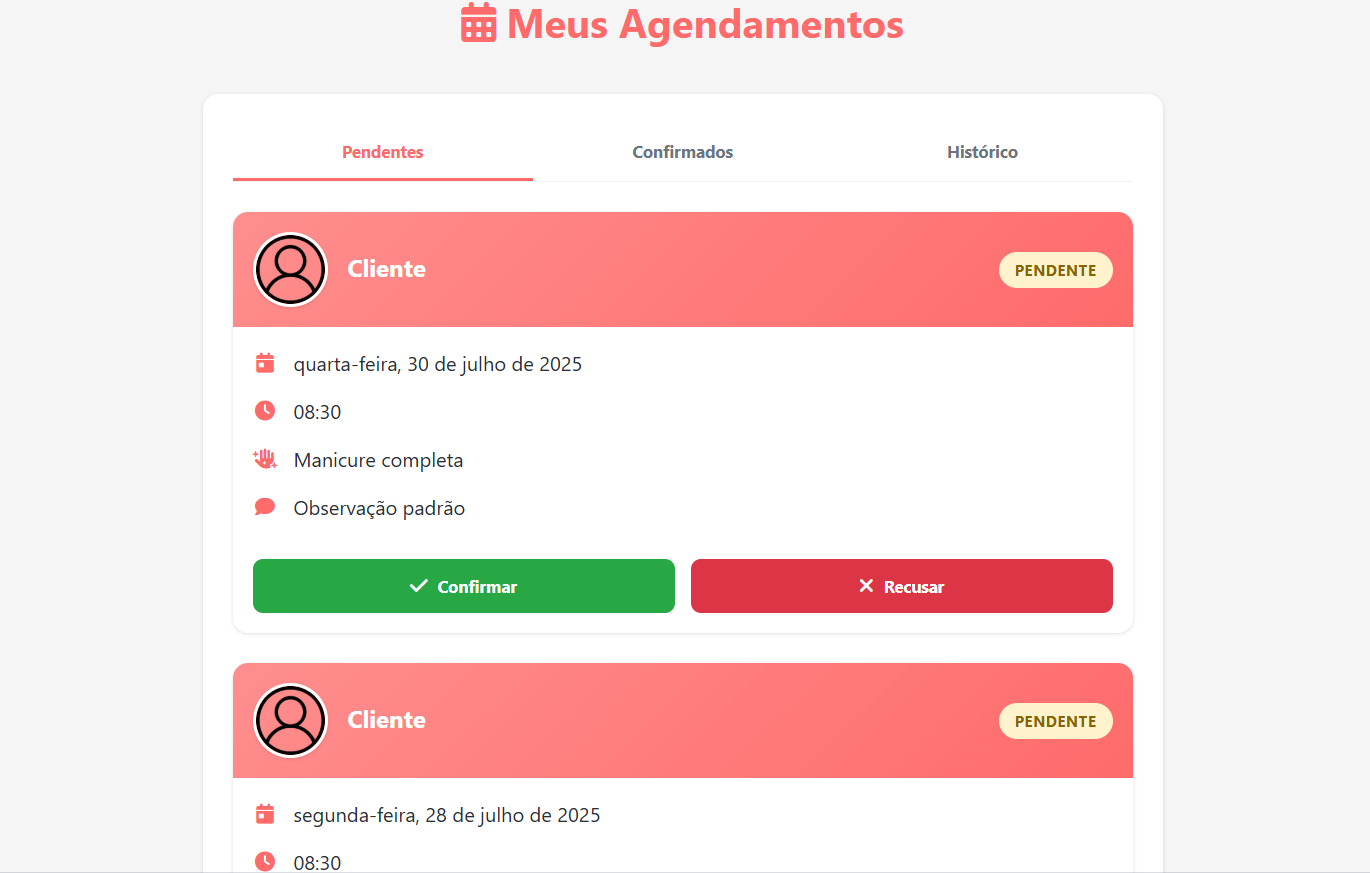 Meus Agendamentos
Pendentes Confirmados Histórico
Cliente PENDENTE
quarta-feira, 30 de julho de 2025
08:30
Manicure completa
Observação padrão
Confirmar Recusar
Cliente PENDENTE
segunda-feira, 28 de julho de 2025
08:30